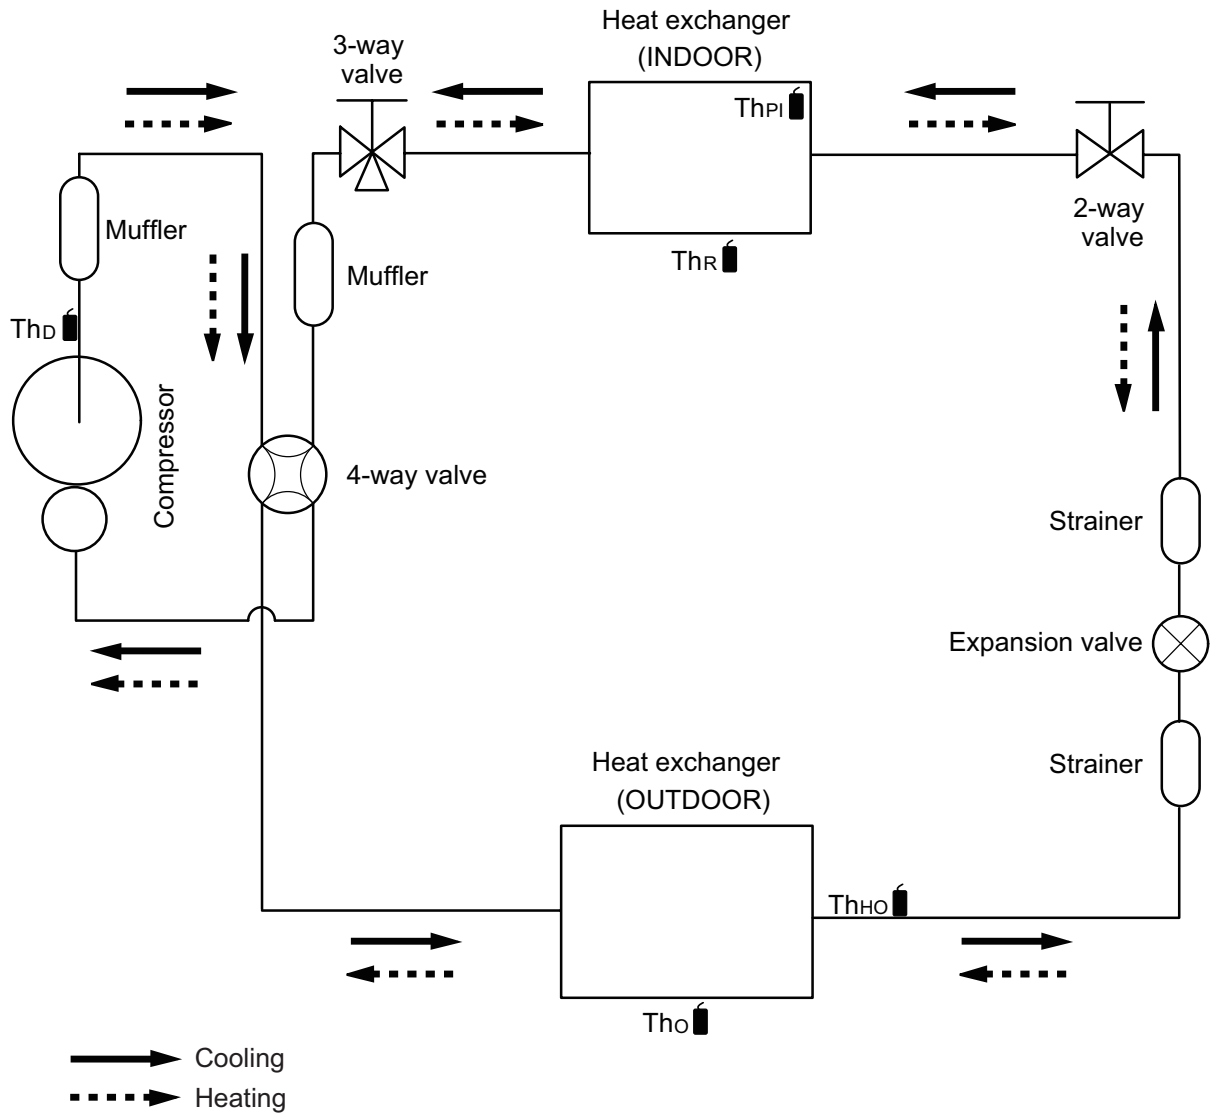 Heat exchanger
(INDOOR)
3-way
valve
ThPI
Muffler
2-way
valve
ThR
Muffler
ThD
Compressor
4-way valve
Strainer
Expansion valve
Heat exchanger
(OUTDOOR)
Strainer
ThHO
ThO
Cooling
Heating